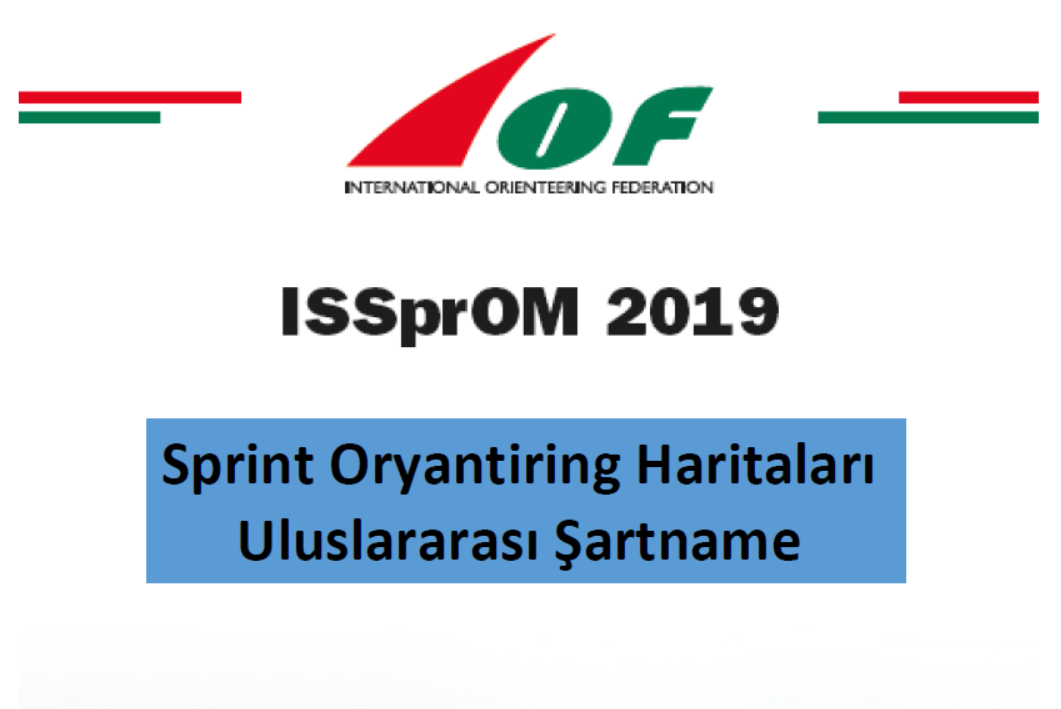 IOF
INTERNATIONAL ORIENTEERING FEDERATION
ISSprOM 2019
Sprint Oryantiring Haritaları
Uluslararası Şartname